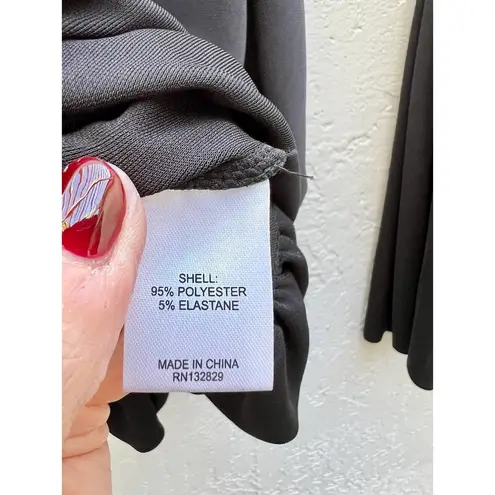 SHELL:
95% POLYESTER
5% ELASTANE
MADE IN CHINA
RN132829